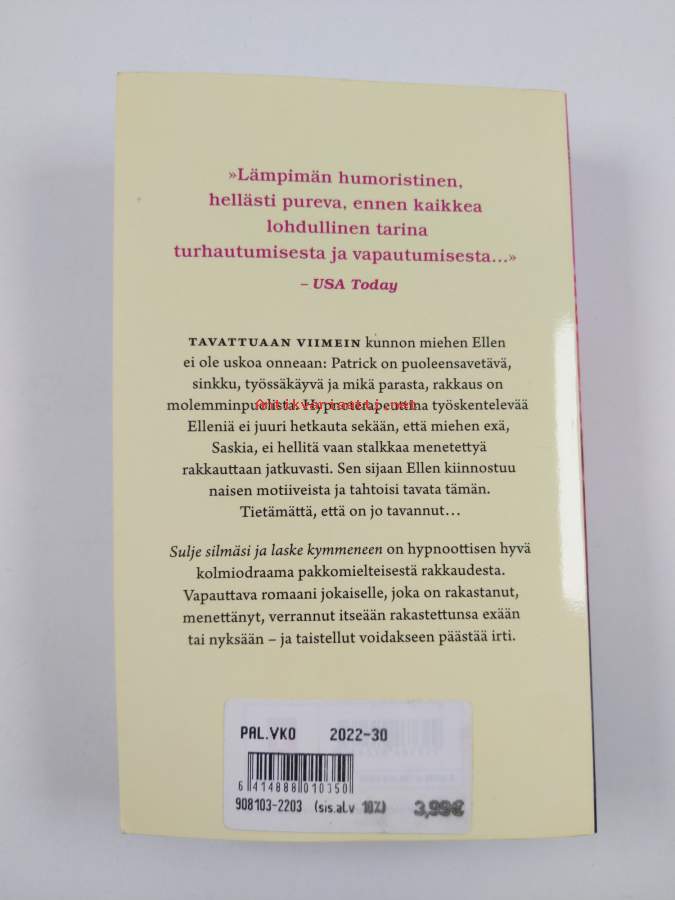 »Lämpimän humoristinen,
hellästi pureva, ennen kaikkea
lohdullinen tarina
turhautumisesta ja vapautumisesta...»
– USA Today
TAVATTUAAN VIIMEIN kunnon miehen Ellen
ei ole uskoa onneaan: Patrick on puoleensavetävä,
sinkku, työssäkäyvä ja mikä parasta, rakkaus on
molemminpuolista. Hypnoterapeuttina työskentelevää
Antikvariaatti.net
Elleniä ei juuri hetkauta sekään, että miehen exä,
Saskia, ei hellitä vaan stalkkaa menetettyä
rakkauttaan jatkuvasti. Sen sijaan Ellen kiinnostuu
naisen motiiveista ja tahtoisi tavata tämän.
Tietämättä, että on jo tavannut…
Sulje silmäsi ja laske kymmeneen on hypnoottisen hyvä
kolmiodraama pakkomielteisestä rakkaudesta.
Vapauttava romaani jokaiselle, joka on rakastanut,
menettänyt, verrannut itseään rakastettunsa exään
tai nyksään – ja taistellut voidakseen päästää irti.
PAL.VKO 2022-30
6 414888 010350
908103-2203 (sis.alv 10%) 3,99€